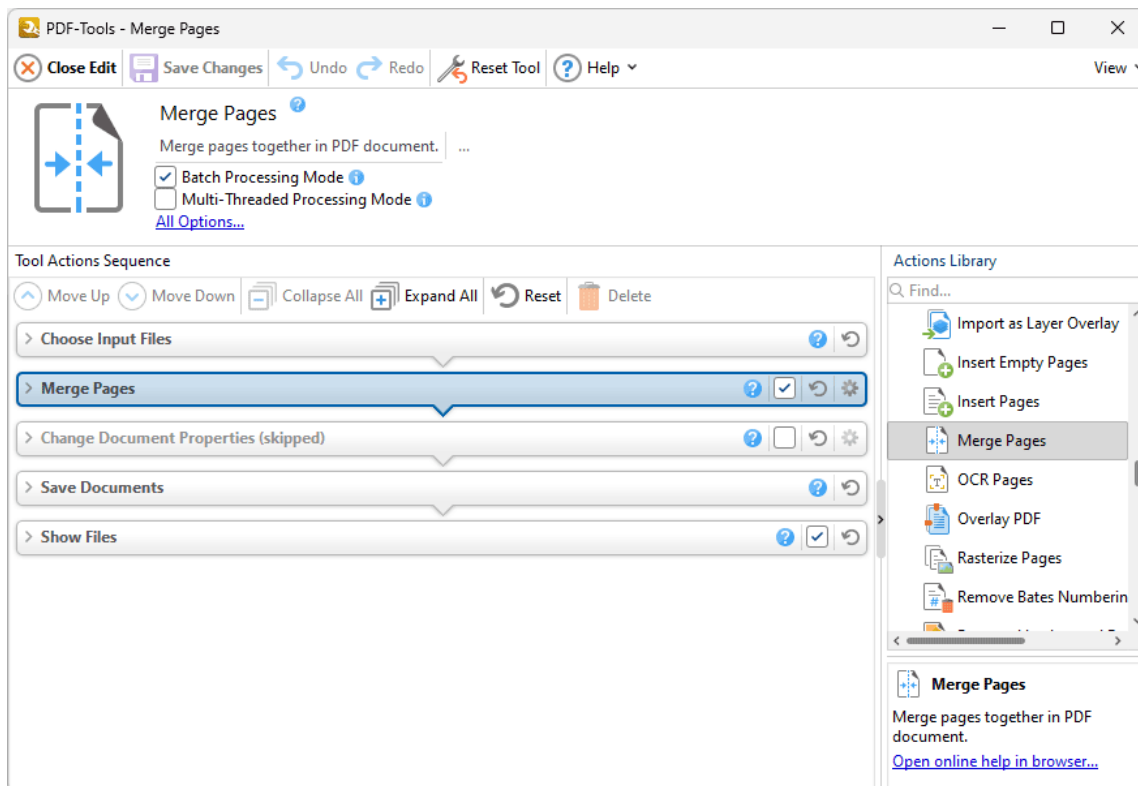 PDF-Tools - Merge Pages
Close Edit Save Changes Undo Redo Reset Tool ? Help View
Merge Pages ?
Merge pages together in PDF document. ...
Batch Processing Mode i
Multi-Threaded Processing Mode i
All Options...
Tool Actions Sequence
Move Up Move Down Collapse All Expand All Reset Delete
Choose Input Files ?
Merge Pages ?
Change Document Properties (skipped) ?
Save Documents ?
Show Files ?
Actions Library
Find...
Import as Layer Overlay
Insert Empty Pages
Insert Pages
Merge Pages
OCR Pages
Overlay PDF
Rasterize Pages
Remove Bates Numberin
Merge Pages
Merge pages together in PDF
document.
Open online help in browser...